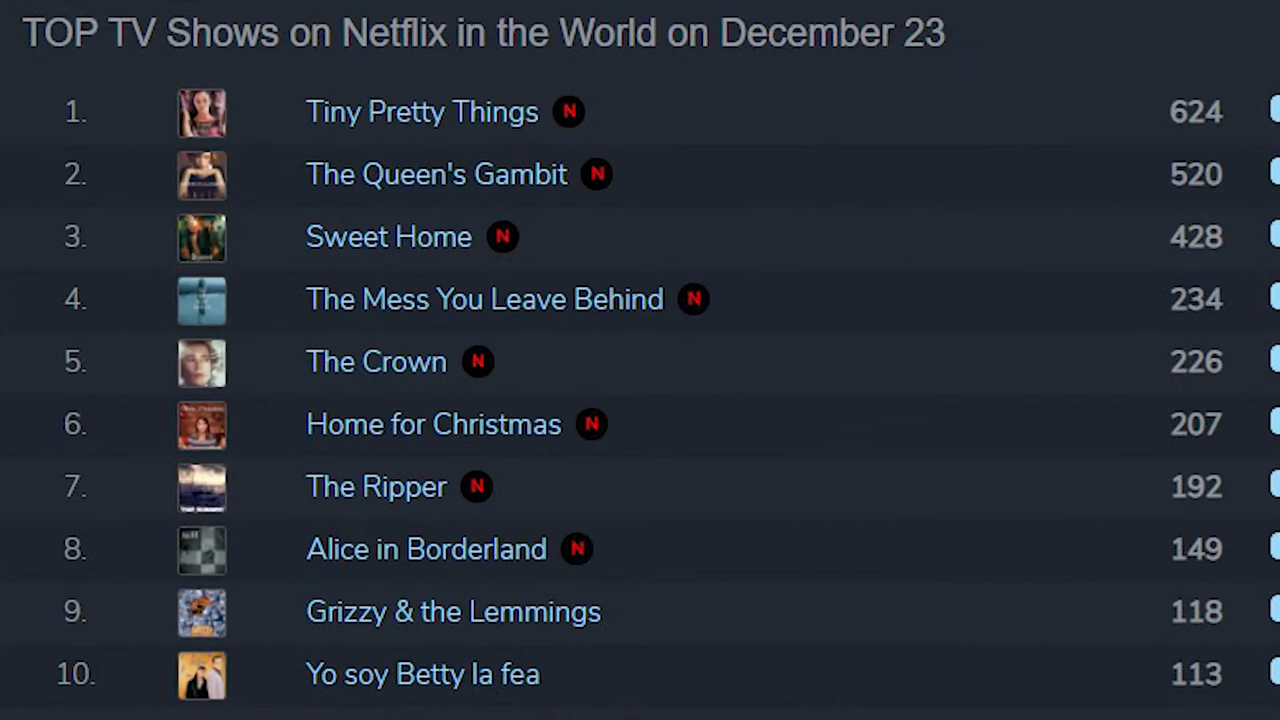 TOP TV Shows on Netflix in the World on December 23
1. Tiny Pretty Things N 624
2. The Queen's Gambit N 520
3. Sweet Home N 428
4. The Mess You Leave Behind N 234
5. The Crown N 226
6. Home for Christmas N 207
7. The Ripper N 192
8. Alice in Borderland N 149
9. Grizzy & the Lemmings 118
10. Yo soy Betty la fea 113